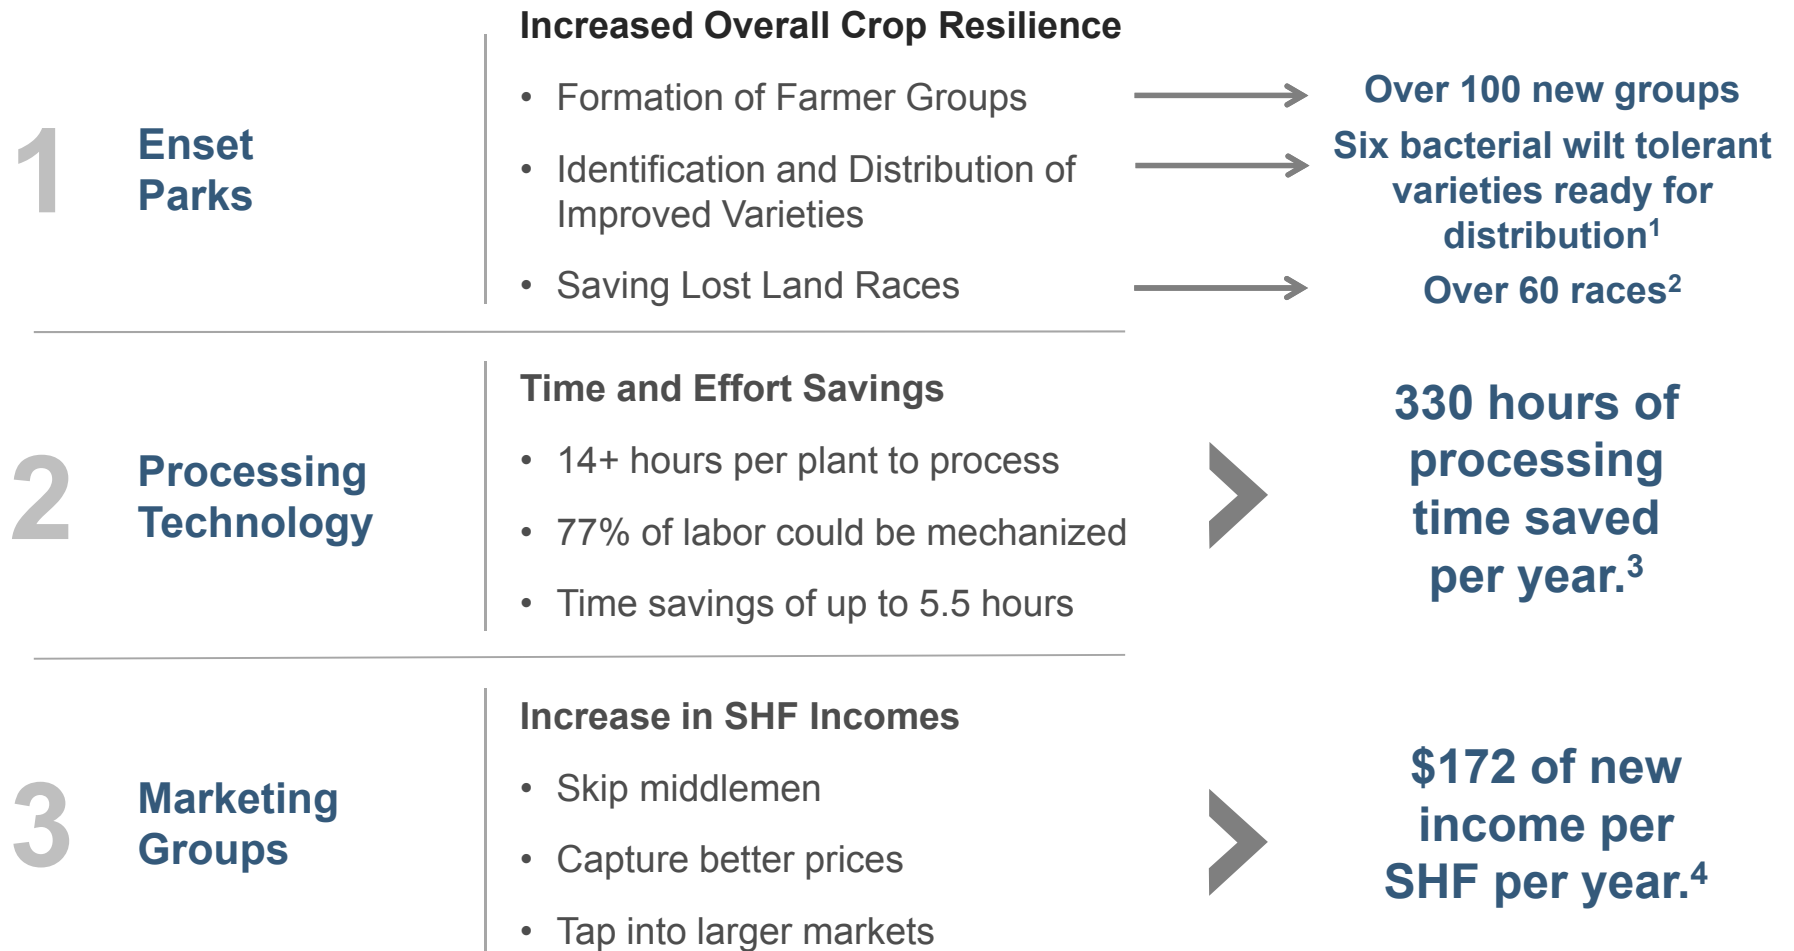 1
Enset
Parks
Increased Overall Crop Resilience
• Formation of Farmer Groups
Over 100 new groups
• Identification and Distribution of
Improved Varieties
Six bacterial wilt tolerant
varieties ready for
distribution¹
• Saving Lost Land Races
Over 60 races²
2
Processing
Technology
Time and Effort Savings
• 14+ hours per plant to process
• 77% of labor could be mechanized
• Time savings of up to 5.5 hours
330 hours of
processing
time saved
per year.³
3
Marketing
Groups
Increase in SHF Incomes
• Skip middlemen
• Capture better prices
• Tap into larger markets
$172 of new
income per
SHF per year.⁴